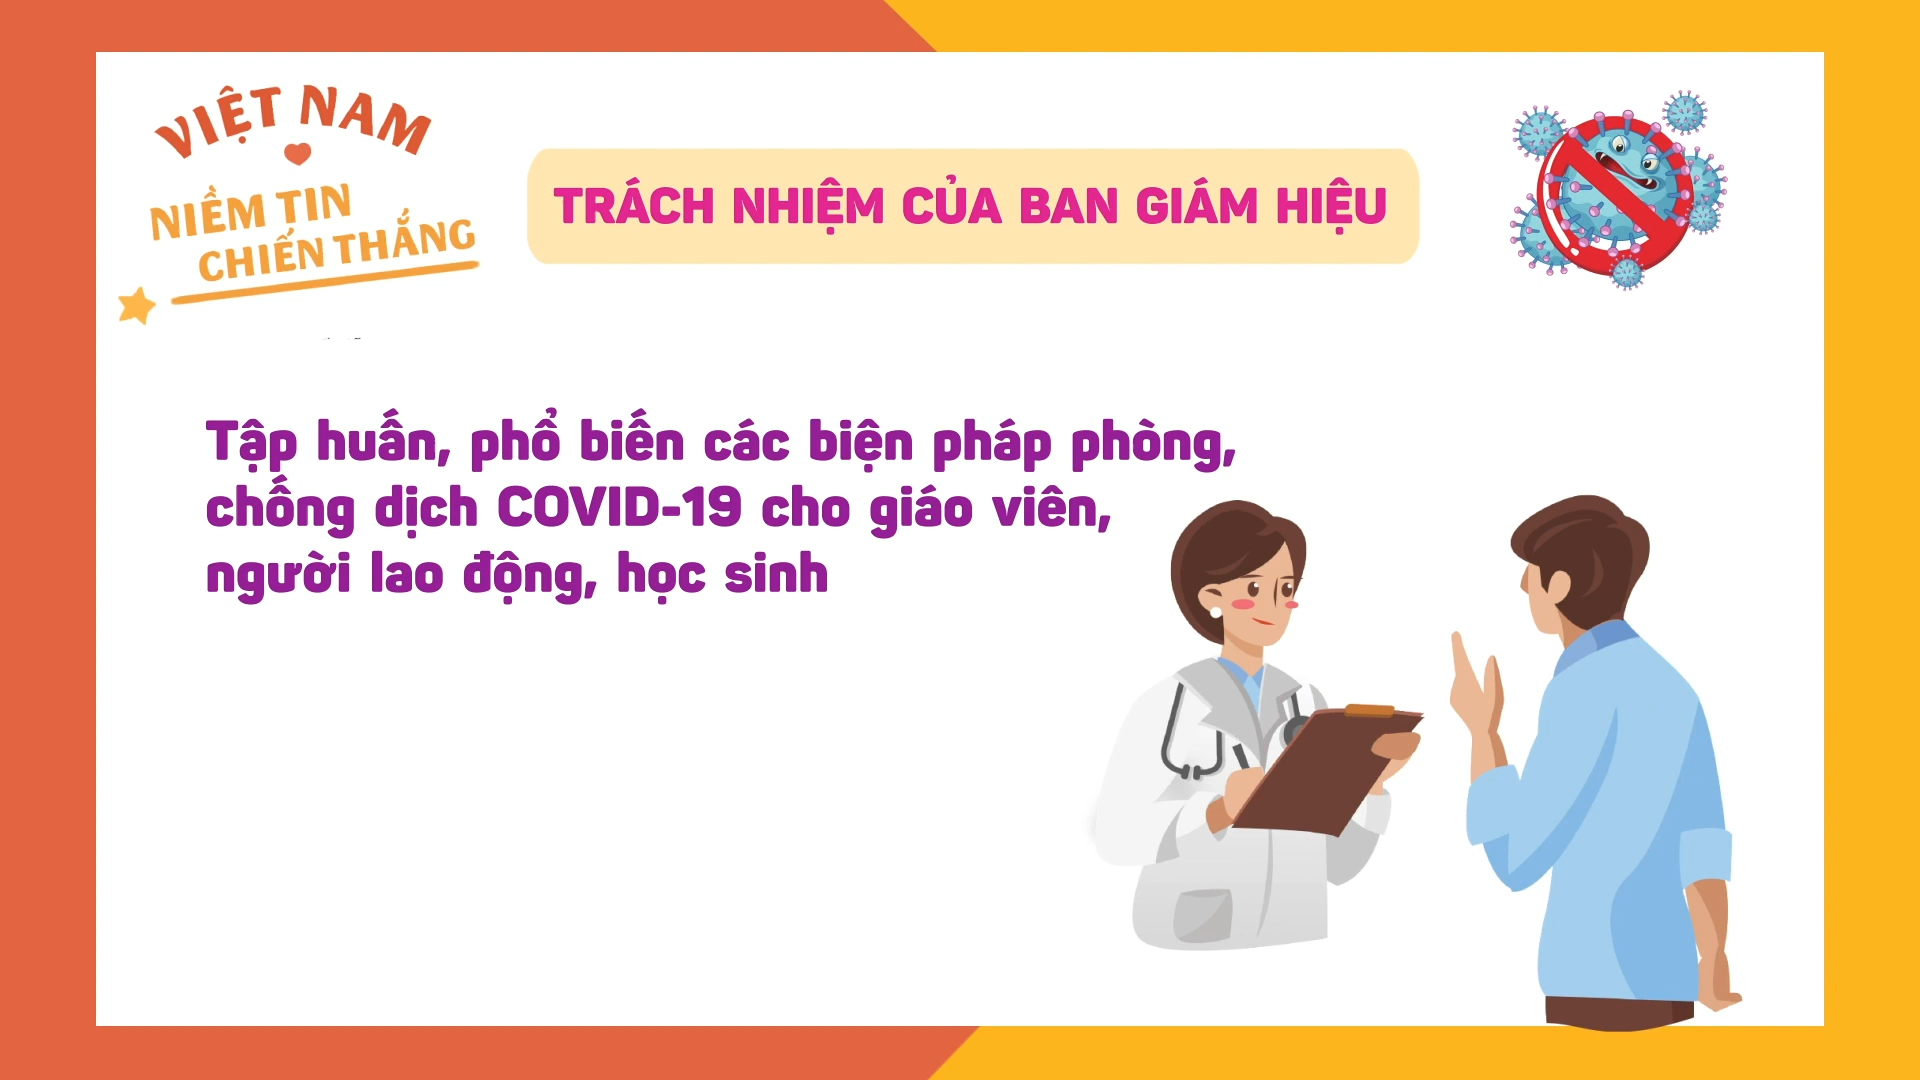 VIỆT NAM
NIỀM TIN
CHIẾN THẮNG
TRÁCH NHIỆM CỦA BAN GIÁM HIỆU
Tập huấn, phổ biến các biện pháp phòng,
chống dịch COVID-19 cho giáo viên,
người lao động, học sinh